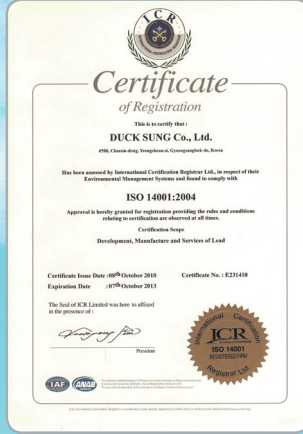 ICR
Certificate
of Registration
This is to certify that :
DUCK SUNG Co., Ltd.
#588, Chaesin-dong, Yeongcheon-si, Gyeongsangbuk-do, Korea
Has been assessed by International Certification Registrar Ltd., in respect of their
Environmental Management Systems and found to comply with
ISO 14001:2004
Approval is hereby granted for registration providing the rules and conditions
relating to certification are observed at all times.
Certification Scope
Development, Manufacture and Services of Lead
Certificate Issue Date :08th October 2010 Certificate No. : E231410
Expiration Date :07th October 2013
The Seal of ICR Limited was here to affixed
in the presence of :
President
International Certification
ICR
ISO 14001
REGISTERED FIRM
Registrar Ltd.
IAF
ANAB